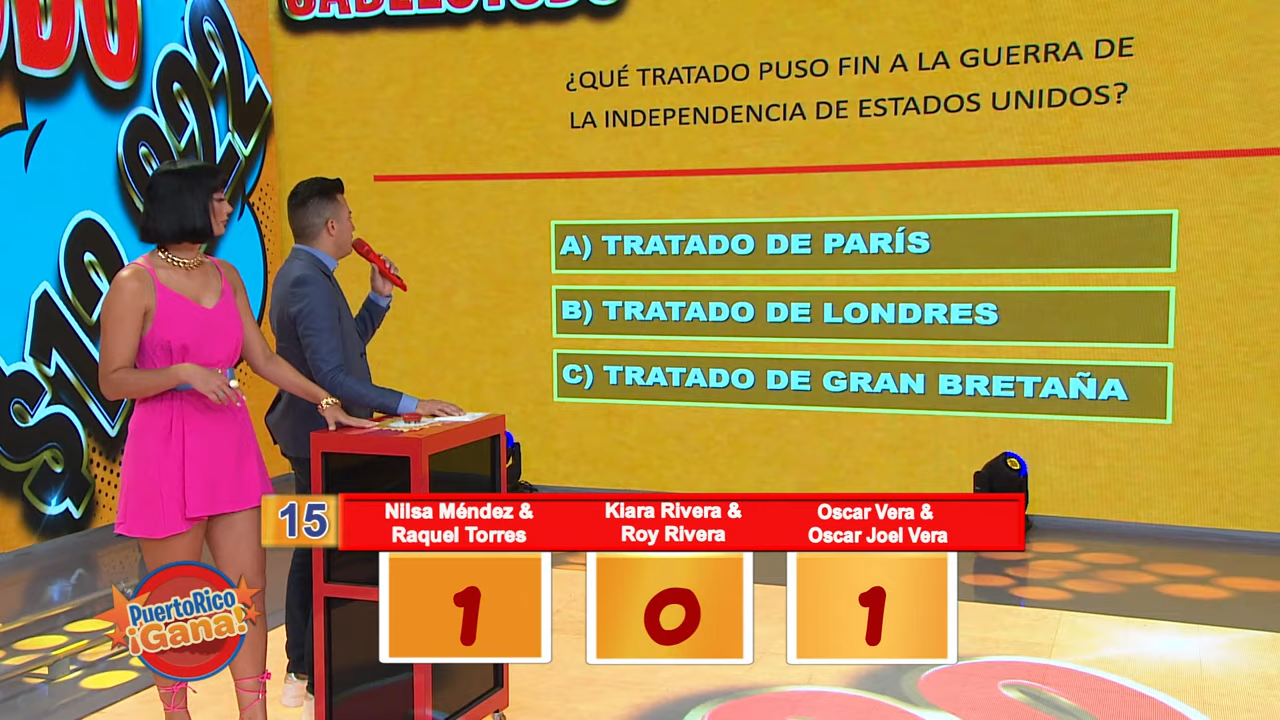 ¿QUÉ TRATADO PUSO FIN A LA GUERRA DE
LA INDEPENDENCIA DE ESTADOS UNIDOS?
A) TRATADO DE PARÍS
B) TRATADO DE LONDRES
C) TRATADO DE GRAN BRETAÑA
15
Nilsa Méndez &
Raquel Torres
Kiara Rivera &
Roy Rivera
Oscar Vera &
Oscar Joel Vera
1
0
1
PuertoRico
¡Gana!